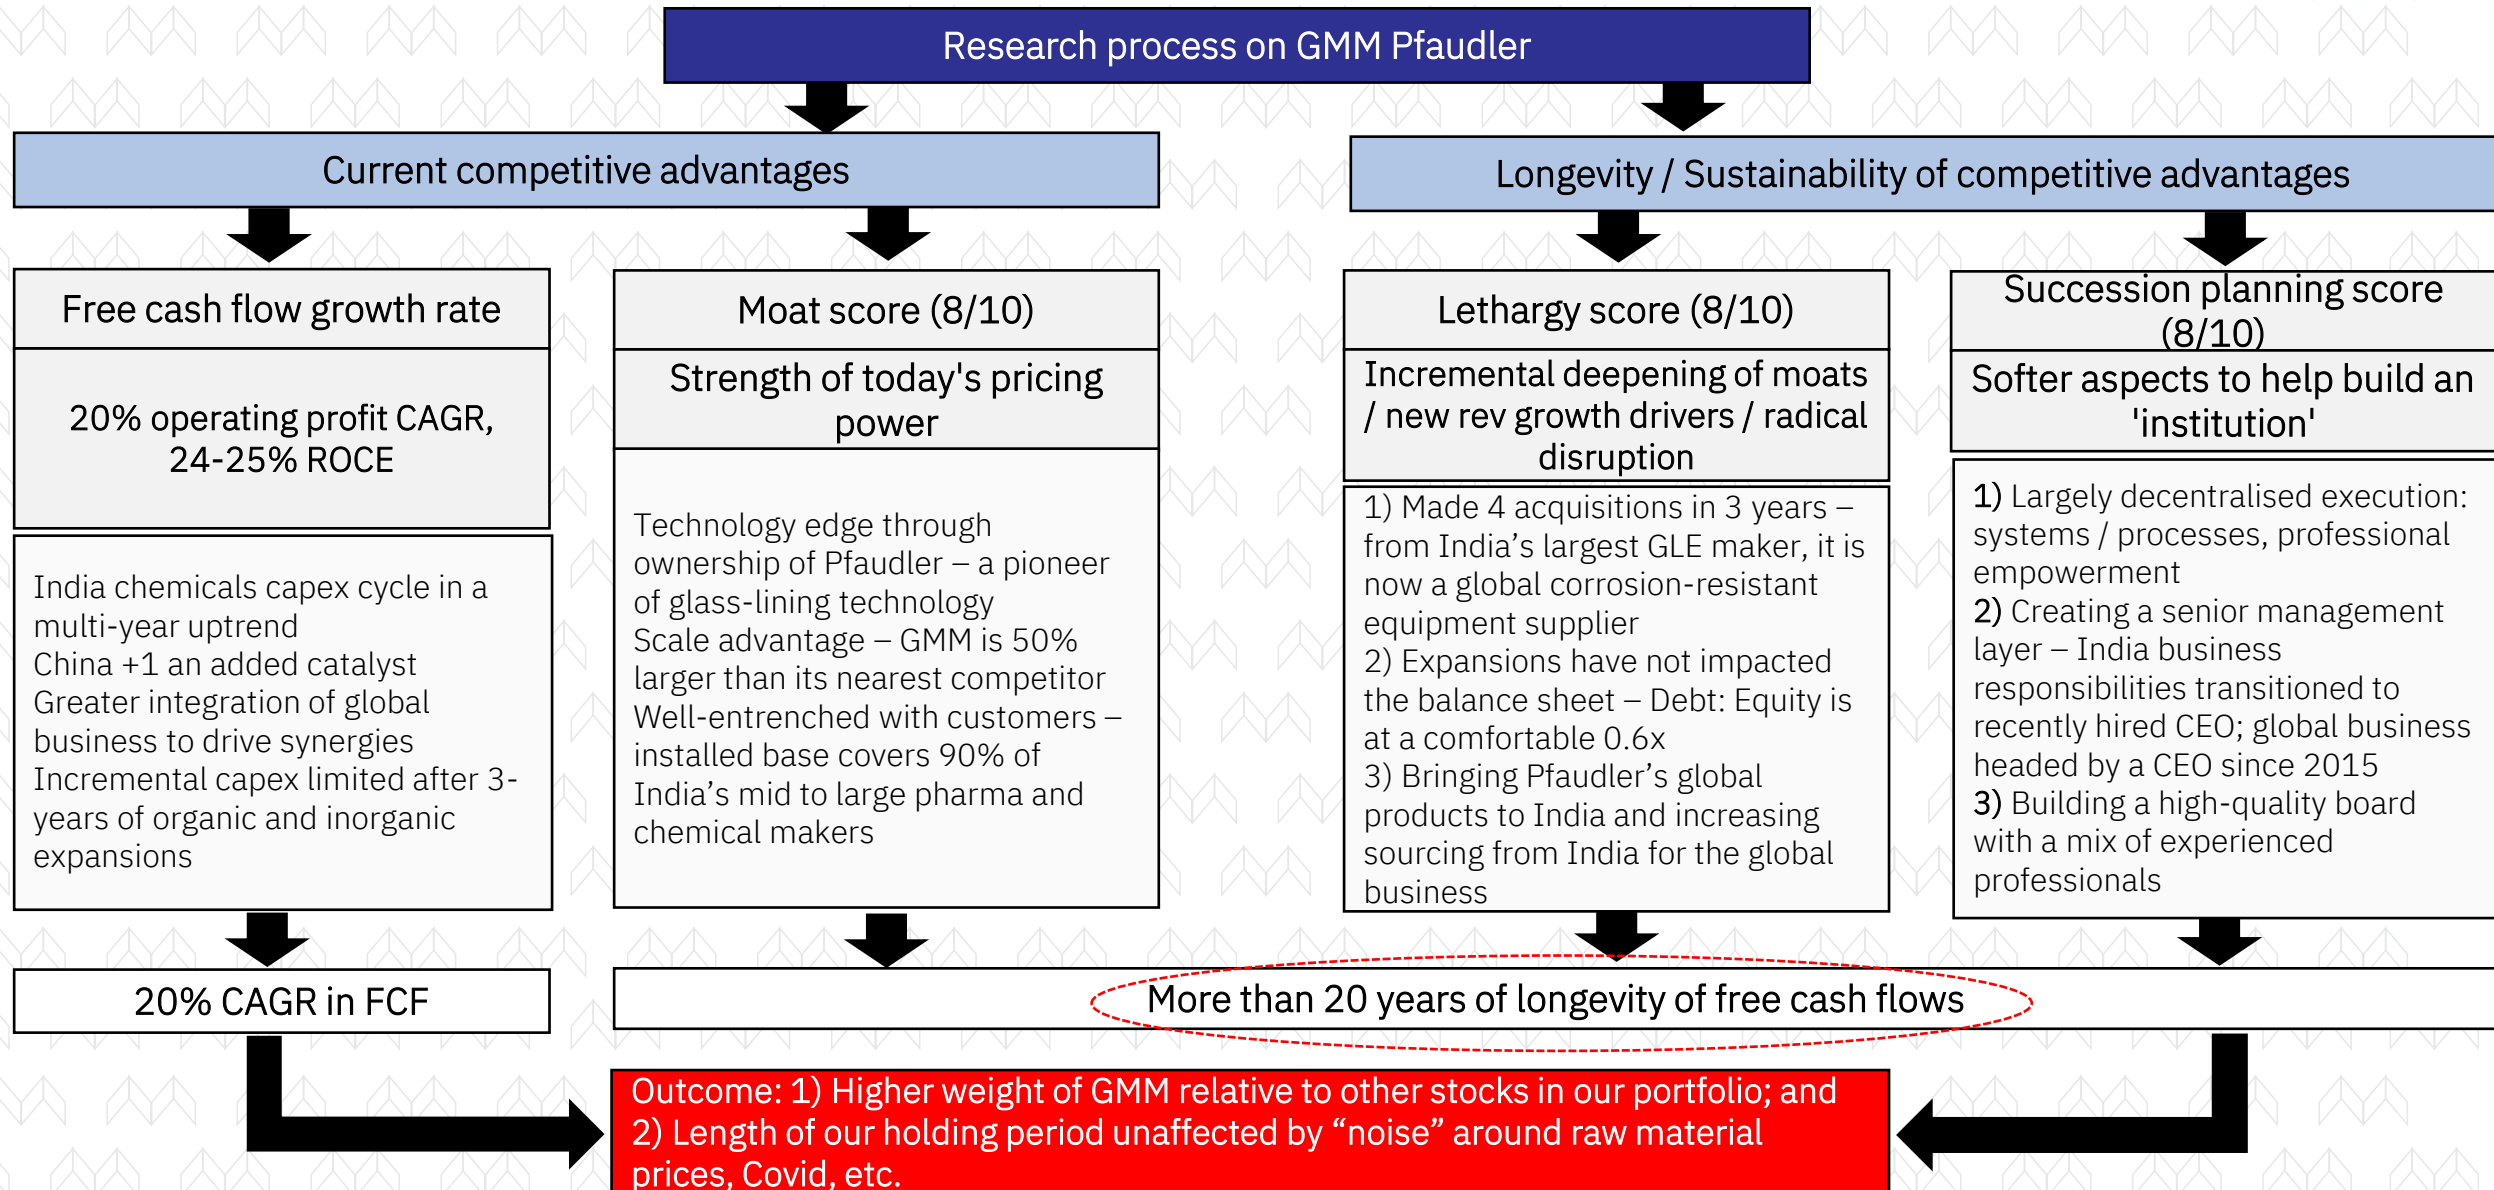 Research process on GMM Pfaudler
Current competitive advantages
Longevity / Sustainability of competitive advantages
Free cash flow growth rate
20% operating profit CAGR,
24-25% ROCE
India chemicals capex cycle in a
multi-year uptrend
China +1 an added catalyst
Greater integration of global
business to drive synergies
Incremental capex limited after 3-
years of organic and inorganic
expansions
20% CAGR in FCF
Moat score (8/10)
Strength of today's pricing
power
Technology edge through
ownership of Pfaudler – a pioneer
of glass-lining technology
Scale advantage – GMM is 50%
larger than its nearest competitor
Well-entrenched with customers –
installed base covers 90% of
India’s mid to large pharma and
chemical makers
Lethargy score (8/10)
Incremental deepening of moats
/ new rev growth drivers / radical
disruption
1) Made 4 acquisitions in 3 years –
from India’s largest GLE maker, it is
now a global corrosion-resistant
equipment supplier
2) Expansions have not impacted
the balance sheet – Debt: Equity is
at a comfortable 0.6x
3) Bringing Pfaudler’s global
products to India and increasing
sourcing from India for the global
business
Succession planning score
(8/10)
Softer aspects to help build an
'institution'
1) Largely decentralised execution:
systems / processes, professional
empowerment
2) Creating a senior management
layer – India business
responsibilities transitioned to
recently hired CEO; global business
headed by a CEO since 2015
3) Building a high-quality board
with a mix of experienced
professionals
More than 20 years of longevity of free cash flows
Outcome: 1) Higher weight of GMM relative to other stocks in our portfolio; and
2) Length of our holding period unaffected by “noise” around raw material
prices, Covid, etc.